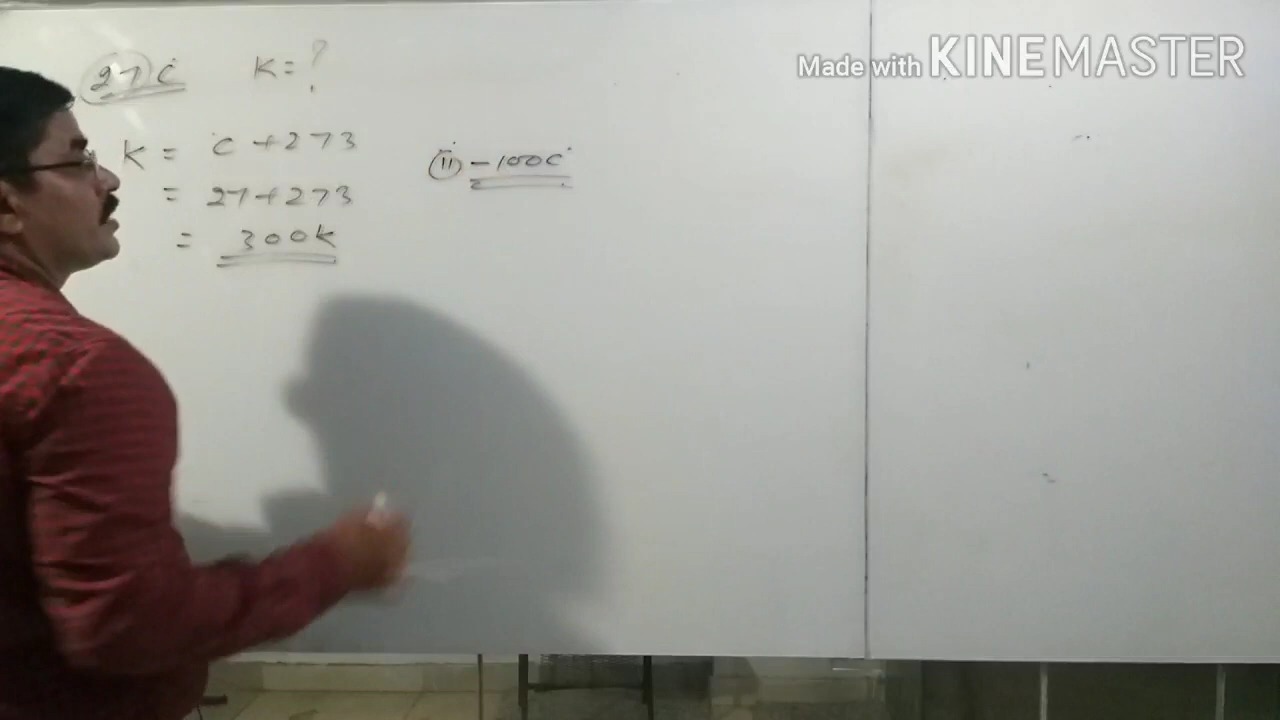 27°C K = ?
K = °C + 273
= 27 + 273
= 300K
(ii) -100°C
Made with KINEMASTER